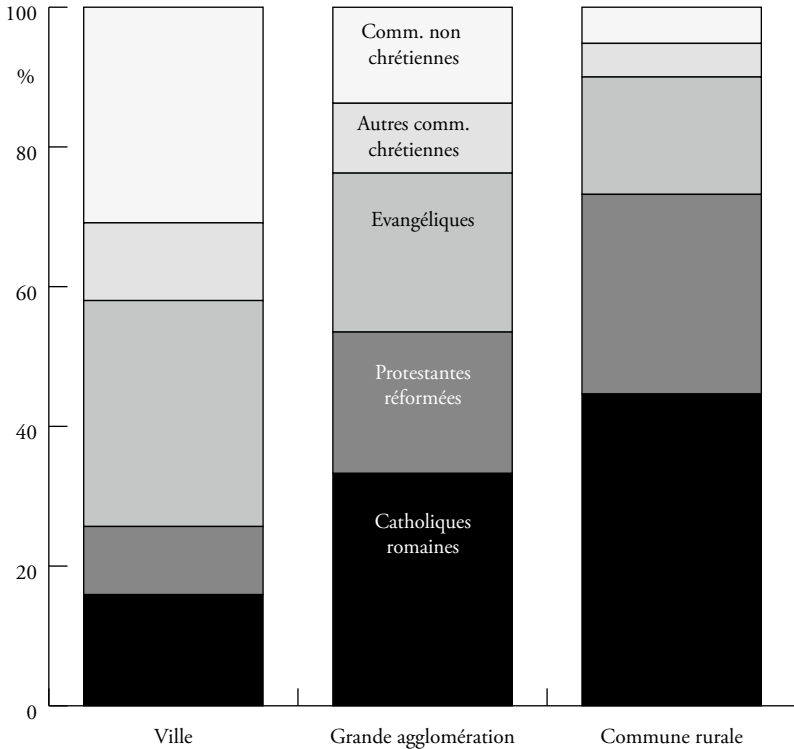 100
%
80
60
40
20
0
Comm. non
chrétiennes
Autres comm.
chrétiennes
Evangéliques
Protestantes
réformées
Catholiques
romaines
Ville
Grande agglomération
Commune rurale